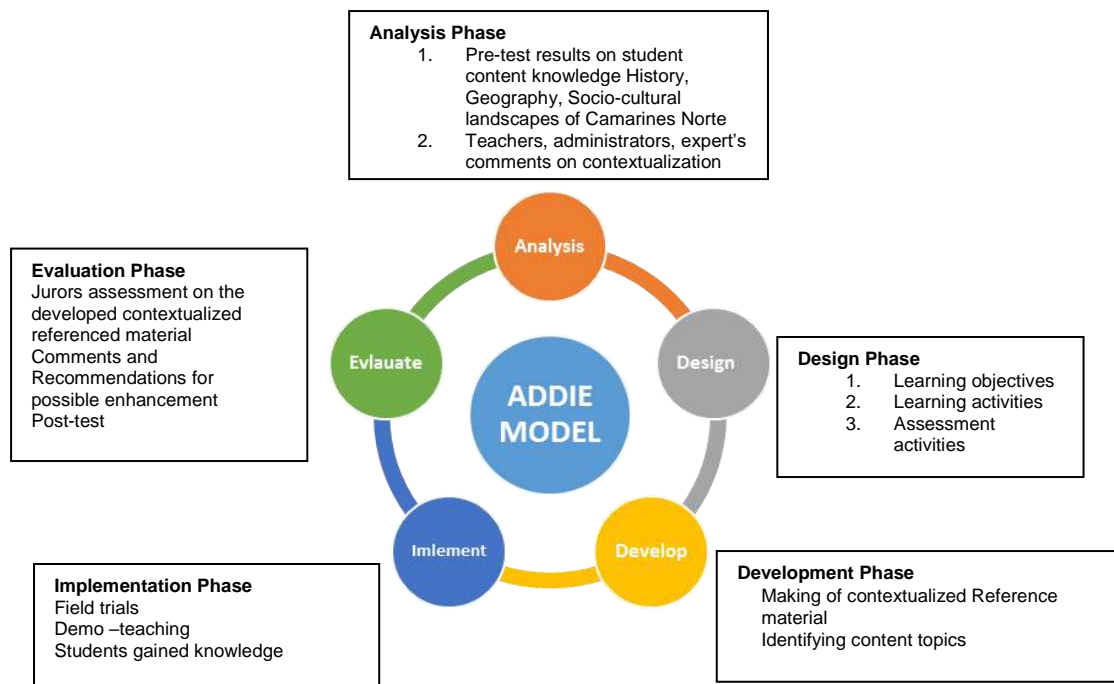 Analysis Phase
1. Pre-test results on student
content knowledge History,
Geography, Socio-cultural
landscapes of Camarines Norte
2. Teachers, administrators, expert's
comments on contextualization
Analysis
Evaluation Phase
Jurors assessment on the
developed contextualized
referenced material
Comments and
Recommendations for
possible enhancement
Post-test
Evlauate
ADDIE
MODEL
Design
Design Phase
1. Learning objectives
2. Learning activities
3. Assessment
activities
Imlement
Develop
Implementation Phase
Field trials
Demo –teaching
Students gained knowledge
Development Phase
Making of contextualized Reference
material
Identifying content topics